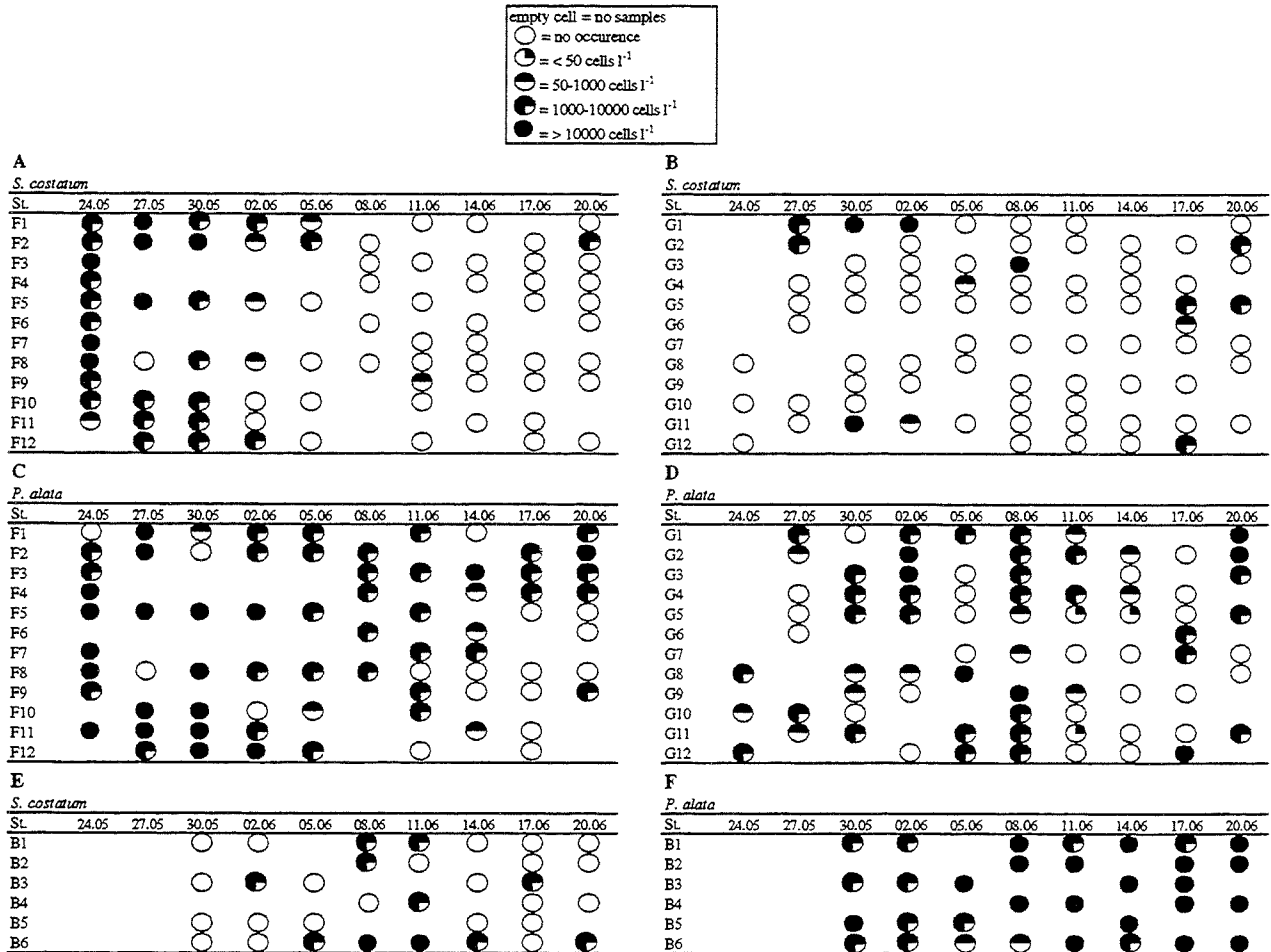 empty cell = no samples
= no occurence
= < 50 cells l⁻¹
= 50-1000 cells l⁻¹
= 1000-10000 cells l⁻¹
= > 10000 cells l⁻¹
A
S. costatum
St. 24.05 27.05 30.05 02.06 05.06 08.06 11.06 14.06 17.06 20.06
F1
F2
F3
F4
F5
F6
F7
F8
F9
F10
F11
F12
B
S. costatum
St. 24.05 27.05 30.05 02.06 05.06 08.06 11.06 14.06 17.06 20.06
G1
G2
G3
G4
G5
G6
G7
G8
G9
G10
G11
G12
C
P. alata
St. 24.05 27.05 30.05 02.06 05.06 08.06 11.06 14.06 17.06 20.06
F1
F2
F3
F4
F5
F6
F7
F8
F9
F10
F11
F12
D
P. alata
St. 24.05 27.05 30.05 02.06 05.06 08.06 11.06 14.06 17.06 20.06
G1
G2
G3
G4
G5
G6
G7
G8
G9
G10
G11
G12
E
S. costatum
St. 24.05 27.05 30.05 02.06 05.06 08.06 11.06 14.06 17.06 20.06
B1
B2
B3
B4
B5
B6
F
P. alata
St. 24.05 27.05 30.05 02.06 05.06 08.06 11.06 14.06 17.06 20.06
B1
B2
B3
B4
B5
B6